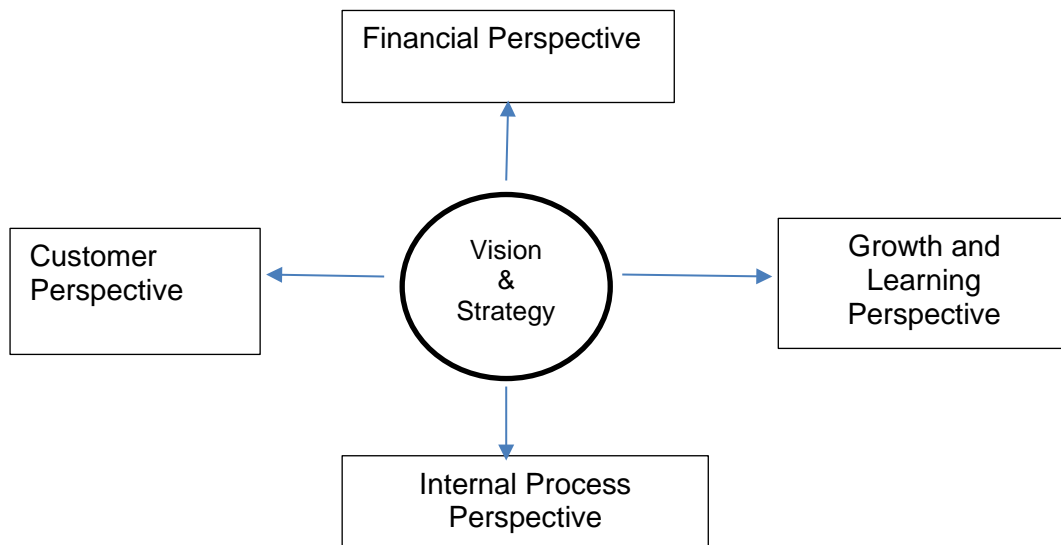 Financial Perspective
Customer
Perspective
Vision
&
Strategy
Growth and
Learning
Perspective
Internal Process
Perspective